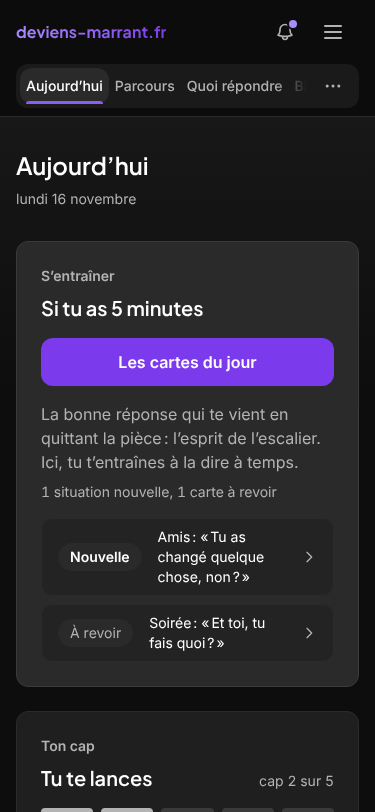 deviens-marrant.fr
Aujourd’hui Parcours Quoi répondre
Aujourd’hui
lundi 16 novembre
S’entraîner
Si tu as 5 minutes
Les cartes du jour
La bonne réponse qui te vient en
quittant la pièce : l’esprit de l’escalier.
Ici, tu t’entraînes à la dire à temps.
1 situation nouvelle, 1 carte à revoir
Nouvelle
Amis : « Tu as
changé quelque
chose, non ? »
À revoir
Soirée : « Et toi, tu
fais quoi ? »
Ton cap
Tu te lances
cap 2 sur 5